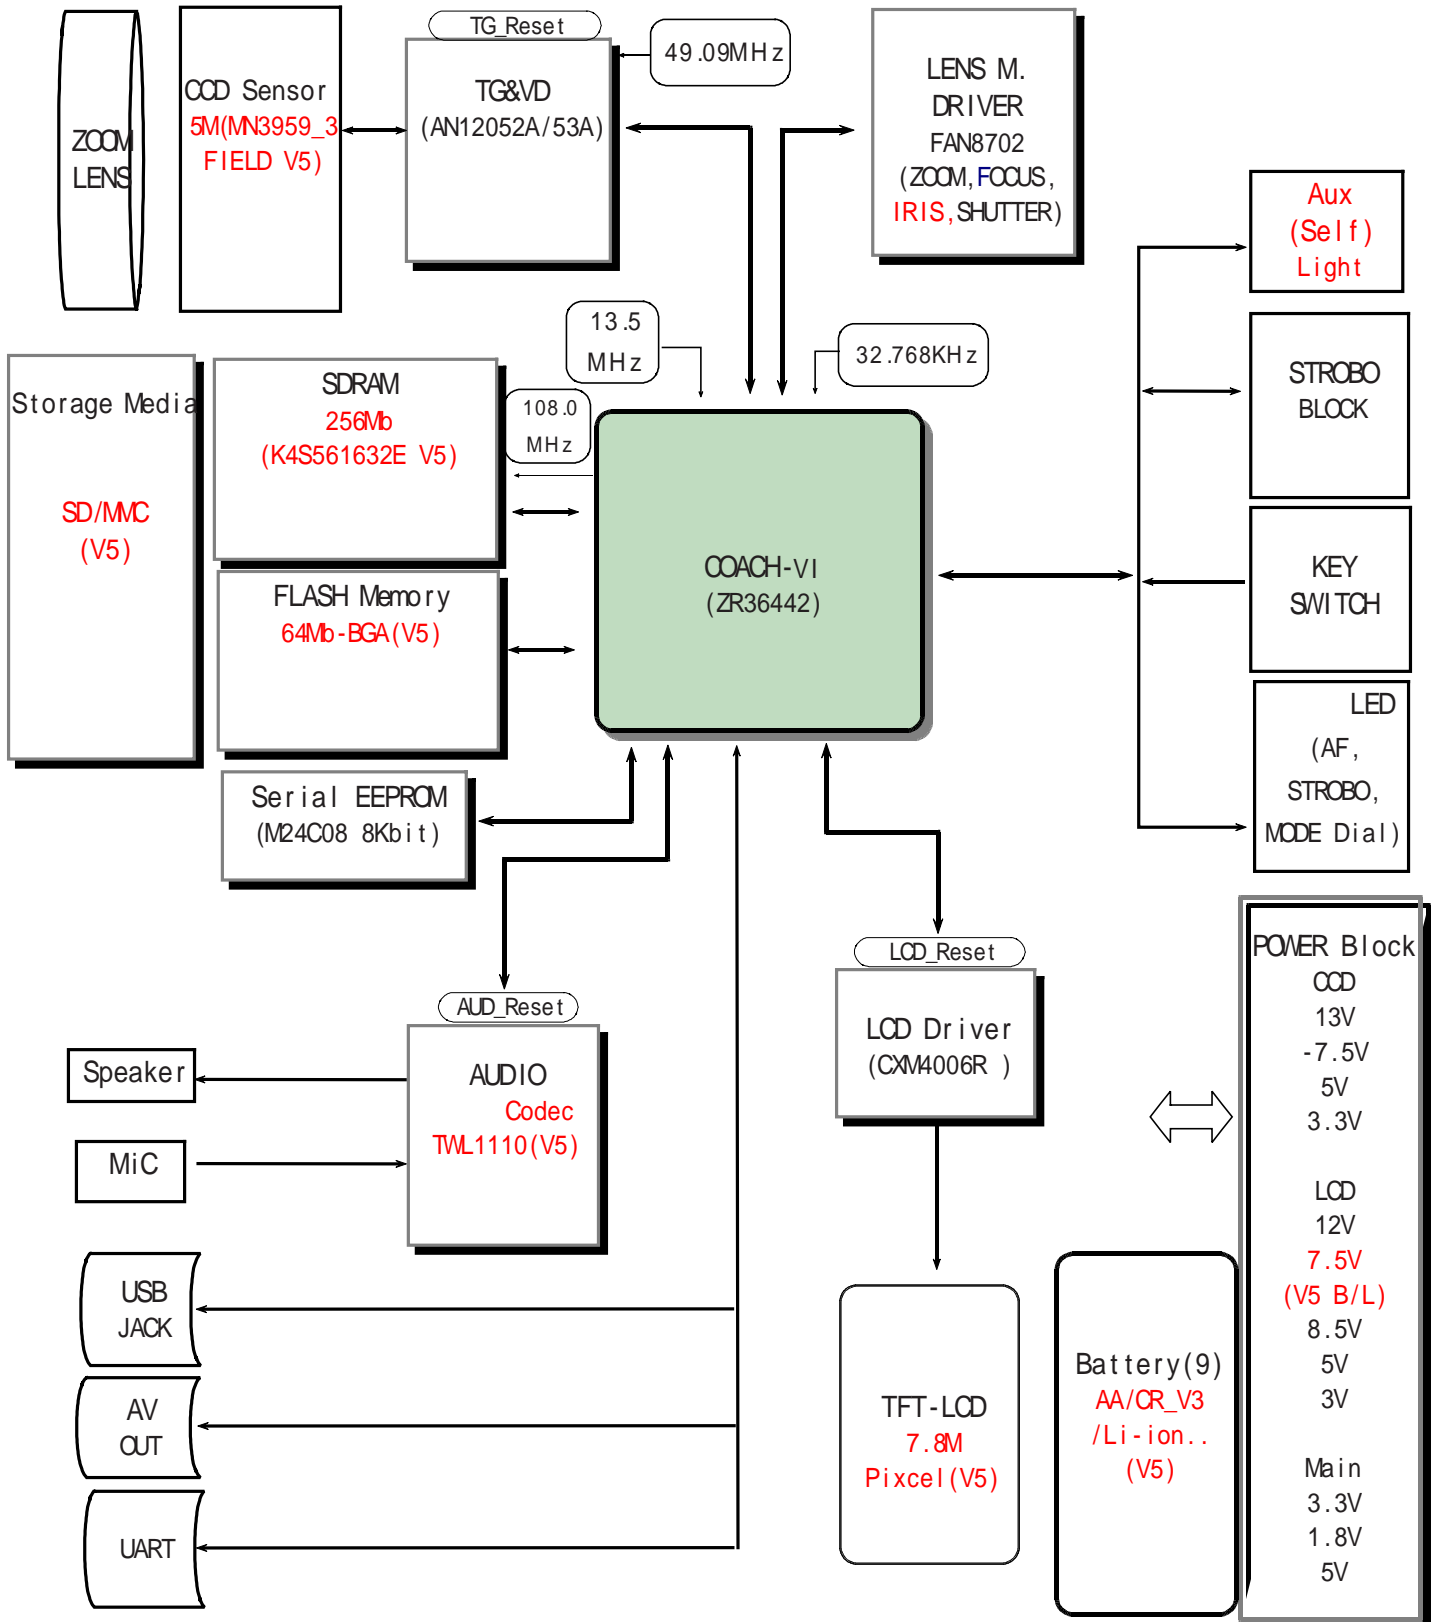 TG_Reset
49.09MHz
ZOOM
LENS
CCD Sensor
5M(MN3959_3
FIELD V5)
TG&VD
(AN12052A/53A)
LENS M.
DRIVER
FAN8702
(ZOOM,FOCUS,
IRIS,SHUTTER)
Aux
(Self)
Light
13.5
MHz
32.768KHz
Storage Media
SD/MMC
(V5)
SDRAM
256Mb
(K4S561632E V5)
108.0
MHz
STROBO
BLOCK
FLASH Memory
64Mb-BGA(V5)
COACH-VI
(ZR36442)
KEY
SWITCH
LED
(AF,
STROBO,
MODE Dial)
Serial EEPROM
(M24C08 8Kbit)
LCD_Reset
LCD Driver
(CXM4006R )
AUD_Reset
AUDIO
Codec
TWL1110(V5)
Speaker
MiC
USB
JACK
AV
OUT
UART
TFT-LCD
7.8M
Pixcel(V5)
Battery(9)
AA/CR_V3
/Li-ion..
(V5)
POWER Block
CCD
13V
-7.5V
5V
3.3V
LCD
12V
7.5V
(V5 B/L)
8.5V
5V
3V
Main
3.3V
1.8V
5V